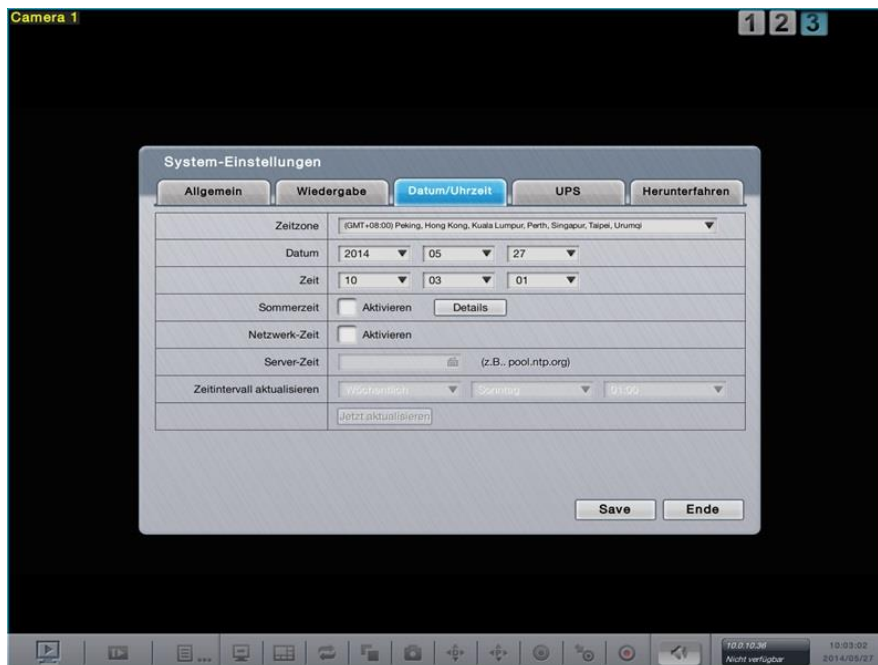 Camera 1
1 2 3
System-Einstellungen
Allgemein Wiedergabe Datum/Uhrzeit UPS Herunterfahren
Zeitzone (GMT+08:00) Peking, Hong Kong, Kuala Lumpur, Perth, Singapur, Taipei, Urumqi
Datum 2014 05 27
Zeit 10 03 01
Sommerzeit Aktivieren Details
Netzwerk-Zeit Aktivieren
Server-Zeit (z.B.. pool.ntp.org)
Zeitintervall aktualisieren Wöchentlich Sonntag 01:00
Jetzt aktualisieren
Save Ende
10.0.10.36 10:03:02
Nicht verfügbar 2014/05/27